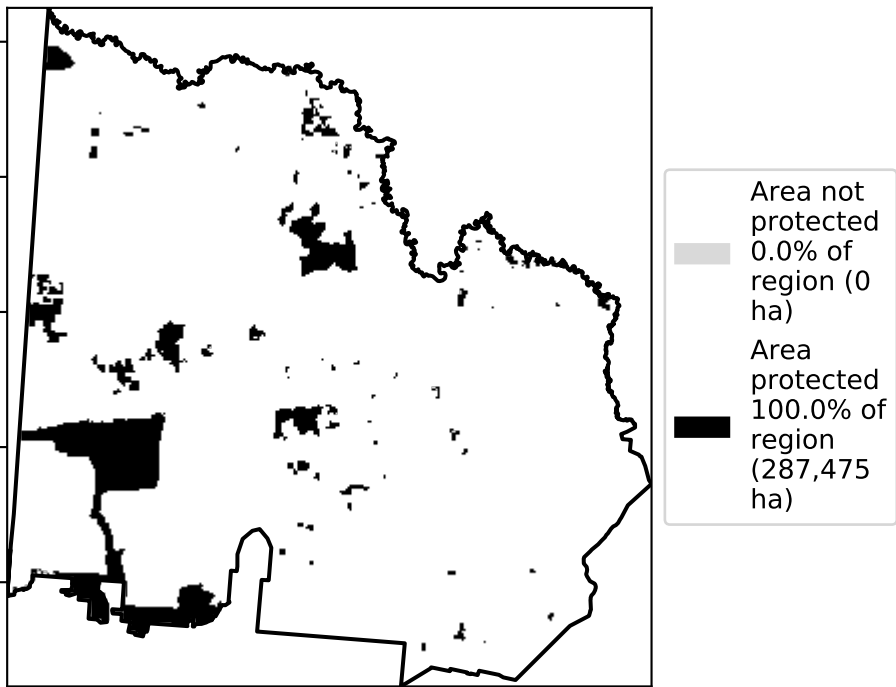 Area not
protected
0.0% of
region (0
ha)
Area
protected
100.0% of
region
(287,475
ha)